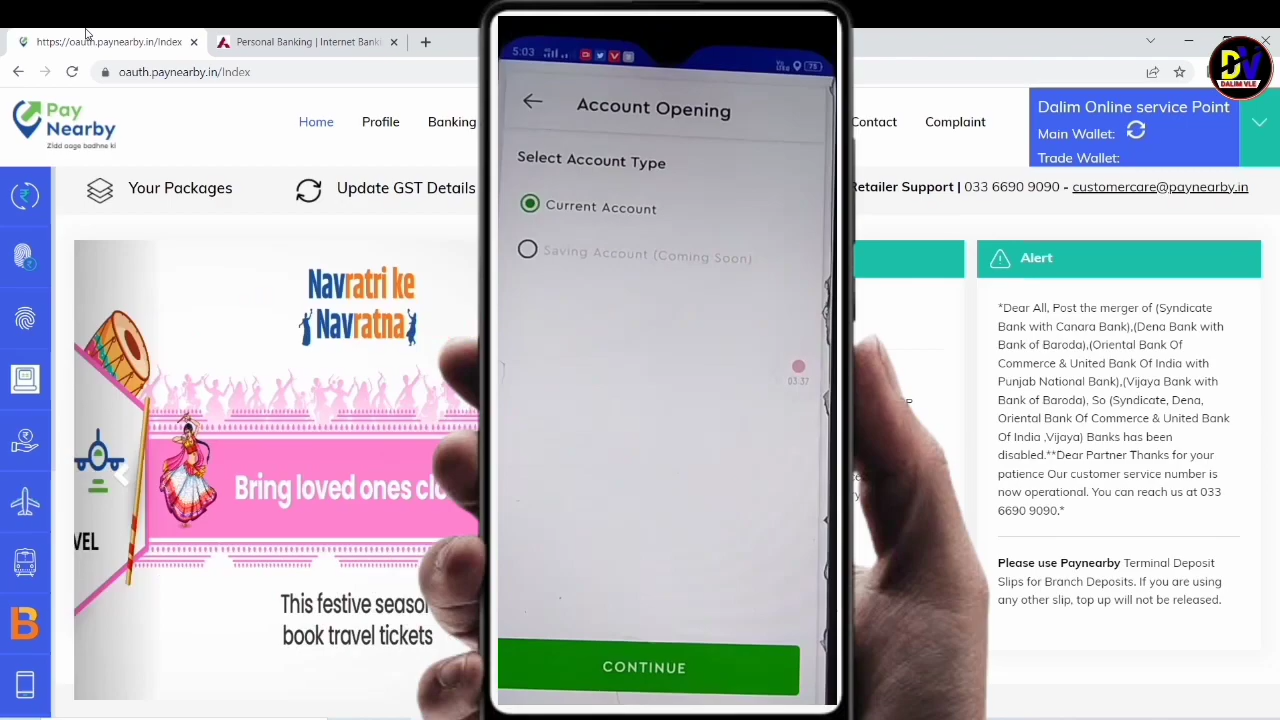 https://oauth.paynearby.in/Index
Personal Banking | Internet Banki
oauth.paynearby.in/Index
DV
DALIM VLE
Pay
Nearby
Zidd aage badhne ki
Home
Profile
Banking
Contact
Complaint
Dalim Online service Point
Main Wallet:
Trade Wallet:
Your Packages
Update GST Details
Retailer Support | 033 6690 9090 - customercare@paynearby.in
Navratri ke
Navratna
VEL
Bring loved ones clo
This festive season
book travel tickets
5:03
78
Account Opening
Select Account Type
Current Account
Saving Account (Coming Soon)
03:37
CONTINUE
Alert
*Dear All, Post the merger of (Syndicate
Bank with Canara Bank),(Dena Bank with
Bank of Baroda),(Oriental Bank Of
Commerce & United Bank Of India with
Punjab National Bank),(Vijaya Bank with
Bank of Baroda), So (Syndicate, Dena,
Oriental Bank Of Commerce & United Bank
Of India ,Vijaya) Banks has been
disabled.**Dear Partner Thanks for your
patience Our customer service number is
now operational. You can reach us at 033
6690 9090.*
Please use Paynearby Terminal Deposit
Slips for Branch Deposits. If you are using
any other slip, top up will not be released.